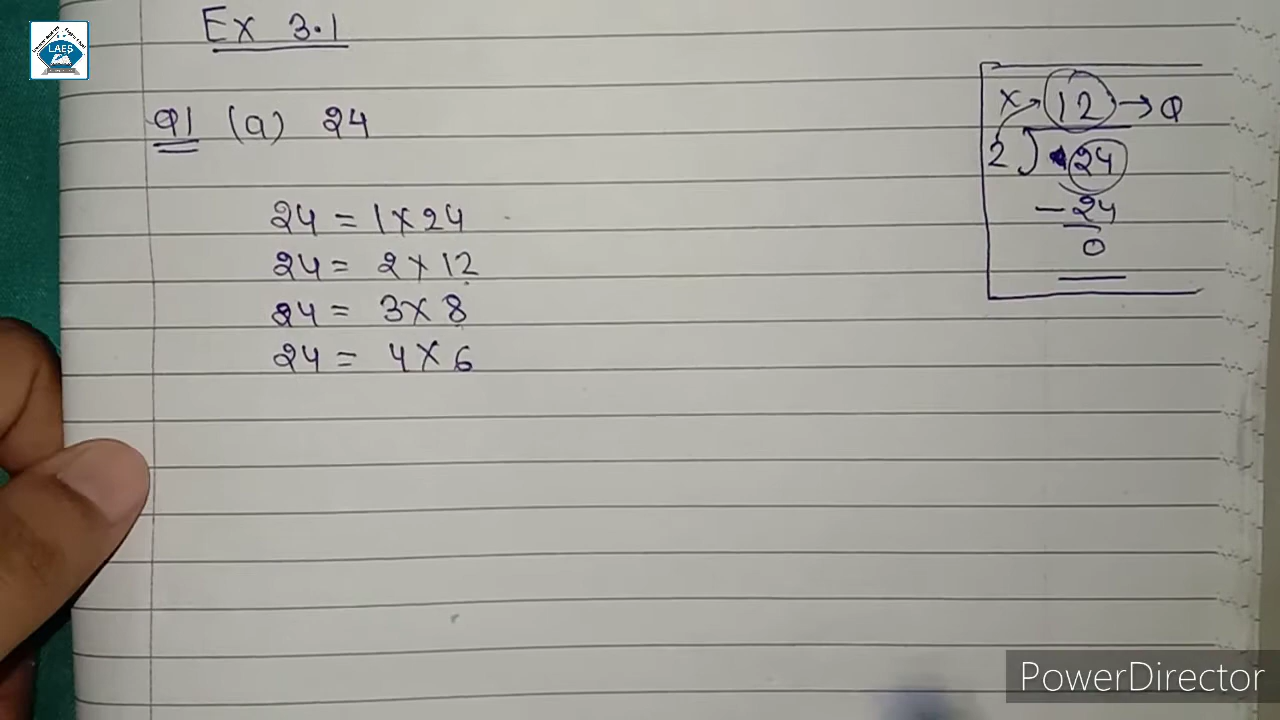 LAES
Ex 3.1
Q1 (a) 24
24 = 1 × 24
24 = 2 × 12
24 = 3 × 8
24 = 4 × 6
× 12 → Q
2 ) 24
- 24
0
PowerDirector